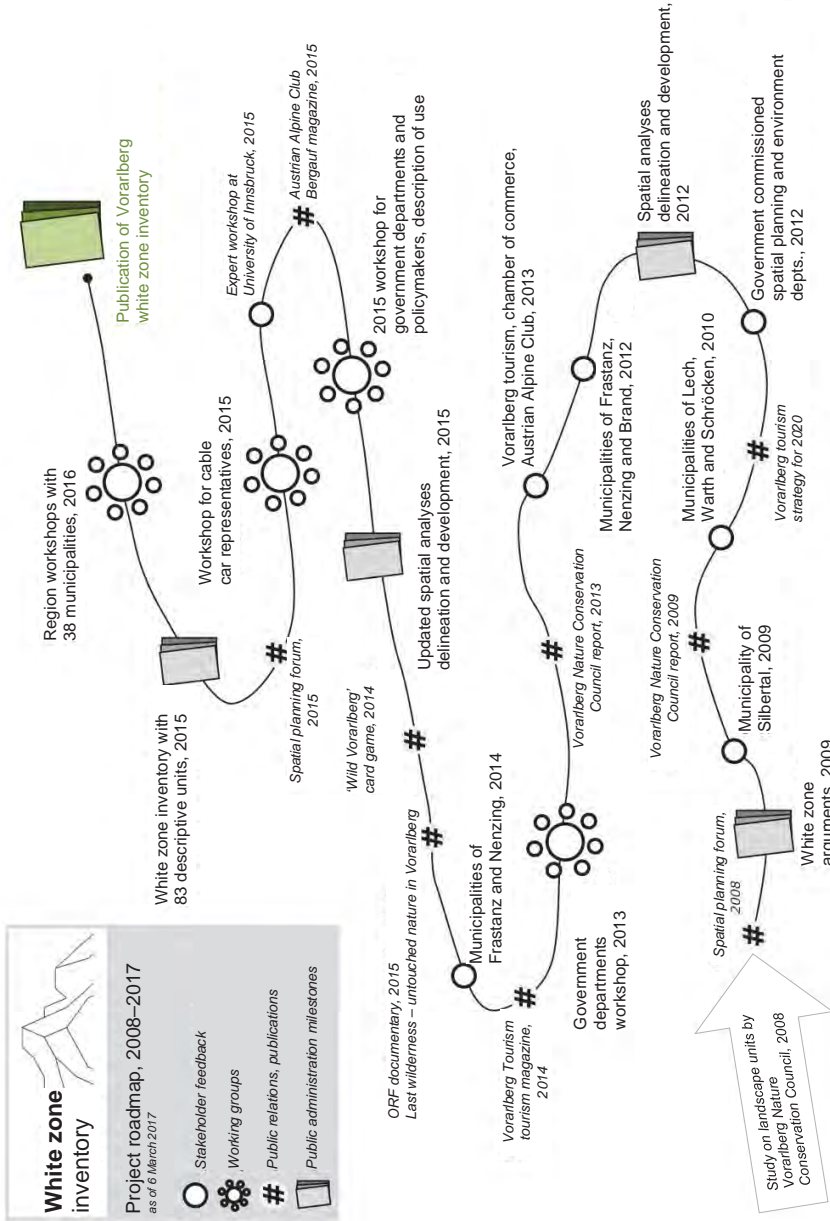 White zone
inventory
Project roadmap, 2008–2017
as of 6 March 2017
Stakeholder feedback
Working groups
# Public relations, publications
Public administration milestones
Study on landscape units by
Vorarlberg Nature
Conservation Council, 2008
#
Spatial planning forum,
2008
White zone
arguments, 2009
Municipality of
Silbertal, 2009
#
Vorarlberg Nature Conservation
Council report, 2009
Municipalities of Lech,
Warth and Schröcken, 2010
#
Vorarlberg tourism
strategy for 2020
Government commissioned
spatial planning and environment
depts., 2012
Spatial analyses
delineation and development,
2012
Municipalities of Frastanz,
Nenzing and Brand, 2012
Vorarlberg tourism, chamber of commerce,
Austrian Alpine Club, 2013
#
Vorarlberg Nature Conservation
Council report, 2013
Government
departments
workshop, 2013
#
Vorarlberg Tourism
tourism magazine,
2014
Municipalities of
Frastanz and Nenzing, 2014
#
ORF documentary, 2015
Last wilderness – untouched nature in Vorarlberg
#
'Wild Vorarlberg'
card game, 2014
Updated spatial analyses
delineation and development, 2015
2015 workshop for
government departments and
policymakers, description of use
#
Austrian Alpine Club
Bergauf magazine, 2015
Expert workshop at
University of Innsbruck, 2015
Workshop for cable
car representatives, 2015
#
Spatial planning forum,
2015
White zone inventory with
83 descriptive units, 2015
Region workshops with
38 municipalities, 2016
Publication of Vorarlberg
white zone inventory